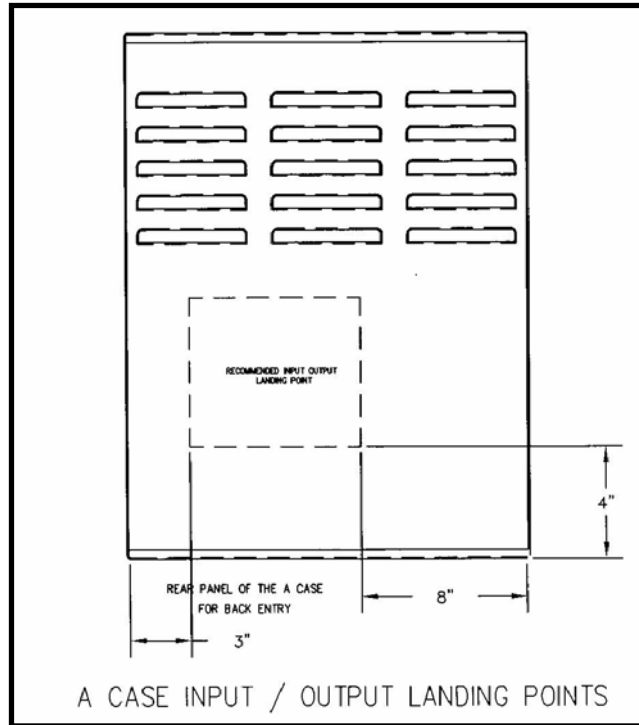 RECOMMENDED INPUT OUTPUT
LANDING POINT
4"
REAR PANEL OF THE A CASE
FOR BACK ENTRY
8"
3"
A CASE INPUT / OUTPUT LANDING POINTS